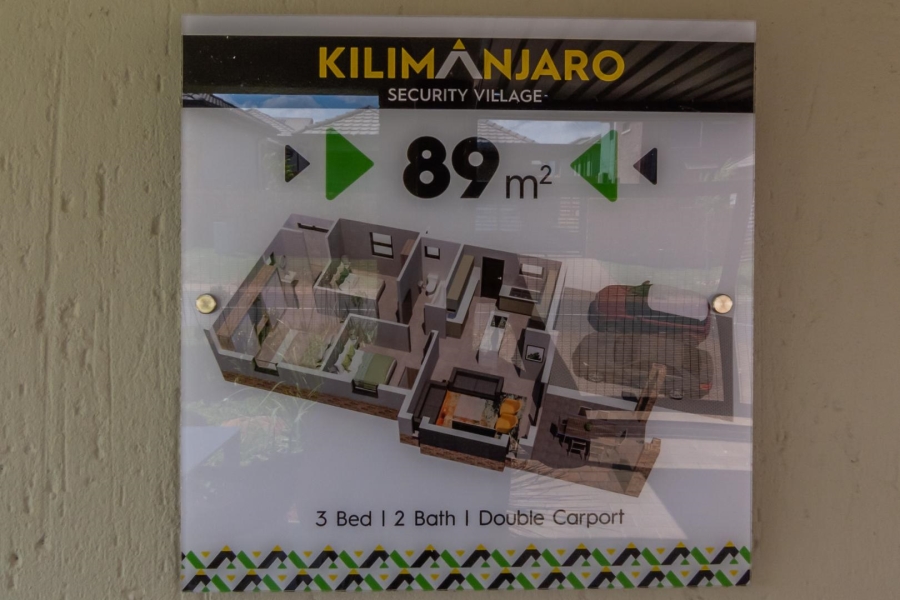 KILIMANJARO
SECURITY VILLAGE
89 m²
3 Bed | 2 Bath | Double Carport